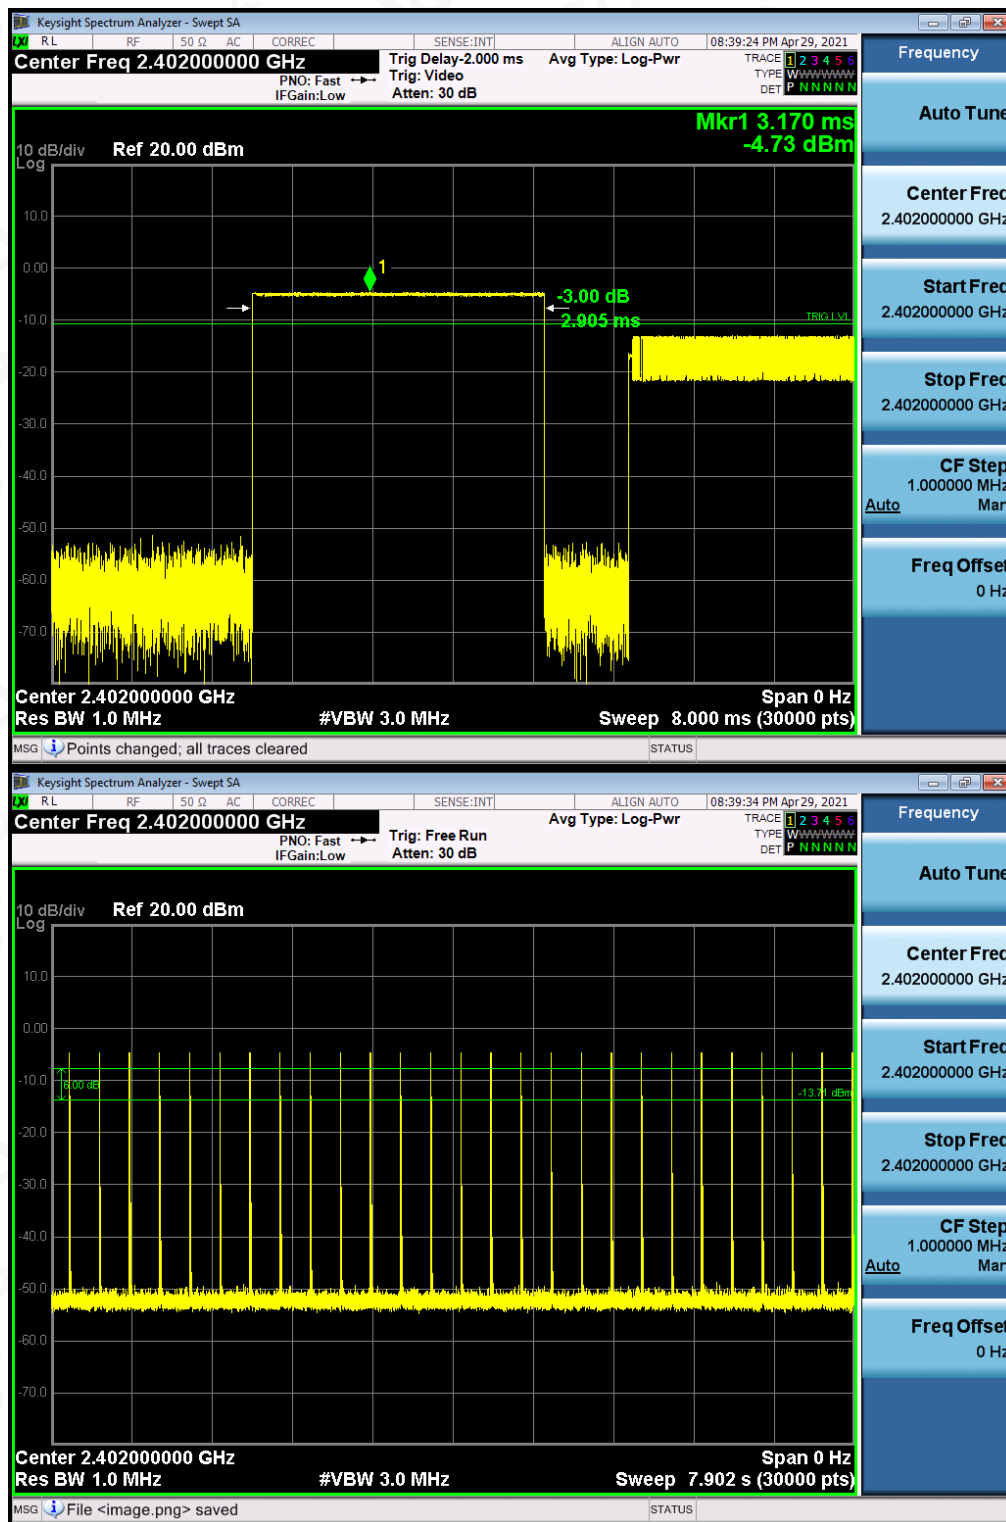 Keysight Spectrum Analyzer - Swept SA
LXI RL RF 50 Ω AC CORREC SENSE:INT ALIGN AUTO 08:39:24 PM Apr 29, 2021
Center Freq 2.402000000 GHz
PNO: Fast
IFGain:Low
Trig Delay-2.000 ms
Trig: Video
Atten: 30 dB
Avg Type: Log-Pwr
TRACE 1 2 3 4 5 6
TYPE WWWWWWW
DET P N N N N N
Mkr1 3.170 ms
-4.73 dBm
10 dB/div Ref 20.00 dBm
Log
10.0
0.00
-10.0
-20.0
-30.0
-40.0
-50.0
-60.0
-70.0
1
-3.00 dB
2.905 ms
TRIG LVL
Center 2.402000000 GHz Span 0 Hz
Res BW 1.0 MHz #VBW 3.0 MHz Sweep 8.000 ms (30000 pts)
MSG Points changed; all traces cleared STATUS
Frequency
Auto Tune
Center Freq
2.402000000 GHz
Start Freq
2.402000000 GHz
Stop Freq
2.402000000 GHz
CF Step
1.000000 MHz
Auto Man
Freq Offset
0 Hz
Keysight Spectrum Analyzer - Swept SA
LXI RL RF 50 Ω AC CORREC SENSE:INT ALIGN AUTO 08:39:34 PM Apr 29, 2021
Center Freq 2.402000000 GHz
PNO: Fast
IFGain:Low
Trig: Free Run
Atten: 30 dB
Avg Type: Log-Pwr
TRACE 1 2 3 4 5 6
TYPE WWWWWWW
DET P N N N N N
10 dB/div Ref 20.00 dBm
Log
10.0
0.00
-10.0
-20.0
-30.0
-40.0
-50.0
-60.0
-70.0
6.00 dB
-13.71 dBm
Center 2.402000000 GHz Span 0 Hz
Res BW 1.0 MHz #VBW 3.0 MHz Sweep 7.902 s (30000 pts)
MSG File <image.png> saved STATUS
Frequency
Auto Tune
Center Freq
2.402000000 GHz
Start Freq
2.402000000 GHz
Stop Freq
2.402000000 GHz
CF Step
1.000000 MHz
Auto Man
Freq Offset
0 Hz